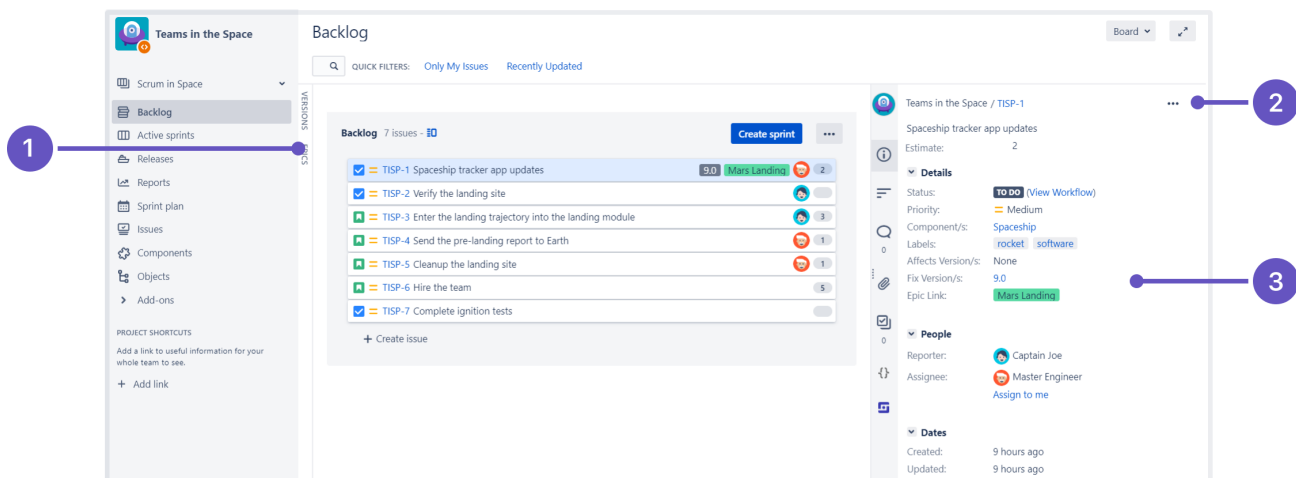 Teams in the Space
Scrum in Space
Backlog
Active sprints
Releases
Reports
Sprint plan
Issues
Components
Objects
Add-ons
PROJECT SHORTCUTS
Add a link to useful information for your
whole team to see.
+ Add link
1
Backlog
Board
QUICK FILTERS: Only My Issues Recently Updated
VERSIONS
EPICS
Backlog 7 issues -
Create sprint
TISP-1 Spaceship tracker app updates 9.0 Mars Landing 2
TISP-2 Verify the landing site
TISP-3 Enter the landing trajectory into the landing module 3
TISP-4 Send the pre-landing report to Earth 1
TISP-5 Cleanup the landing site 1
TISP-6 Hire the team 5
TISP-7 Complete ignition tests
+ Create issue
0
0
{}
Teams in the Space / TISP-1
2
Spaceship tracker app updates
Estimate: 2
Details
Status: TO DO (View Workflow)
Priority: Medium
Component/s: Spaceship
Labels: rocket software
Affects Version/s: None
Fix Version/s: 9.0
3
Epic Link: Mars Landing
People
Reporter: Captain Joe
Assignee: Master Engineer
Assign to me
Dates
Created: 9 hours ago
Updated: 9 hours ago